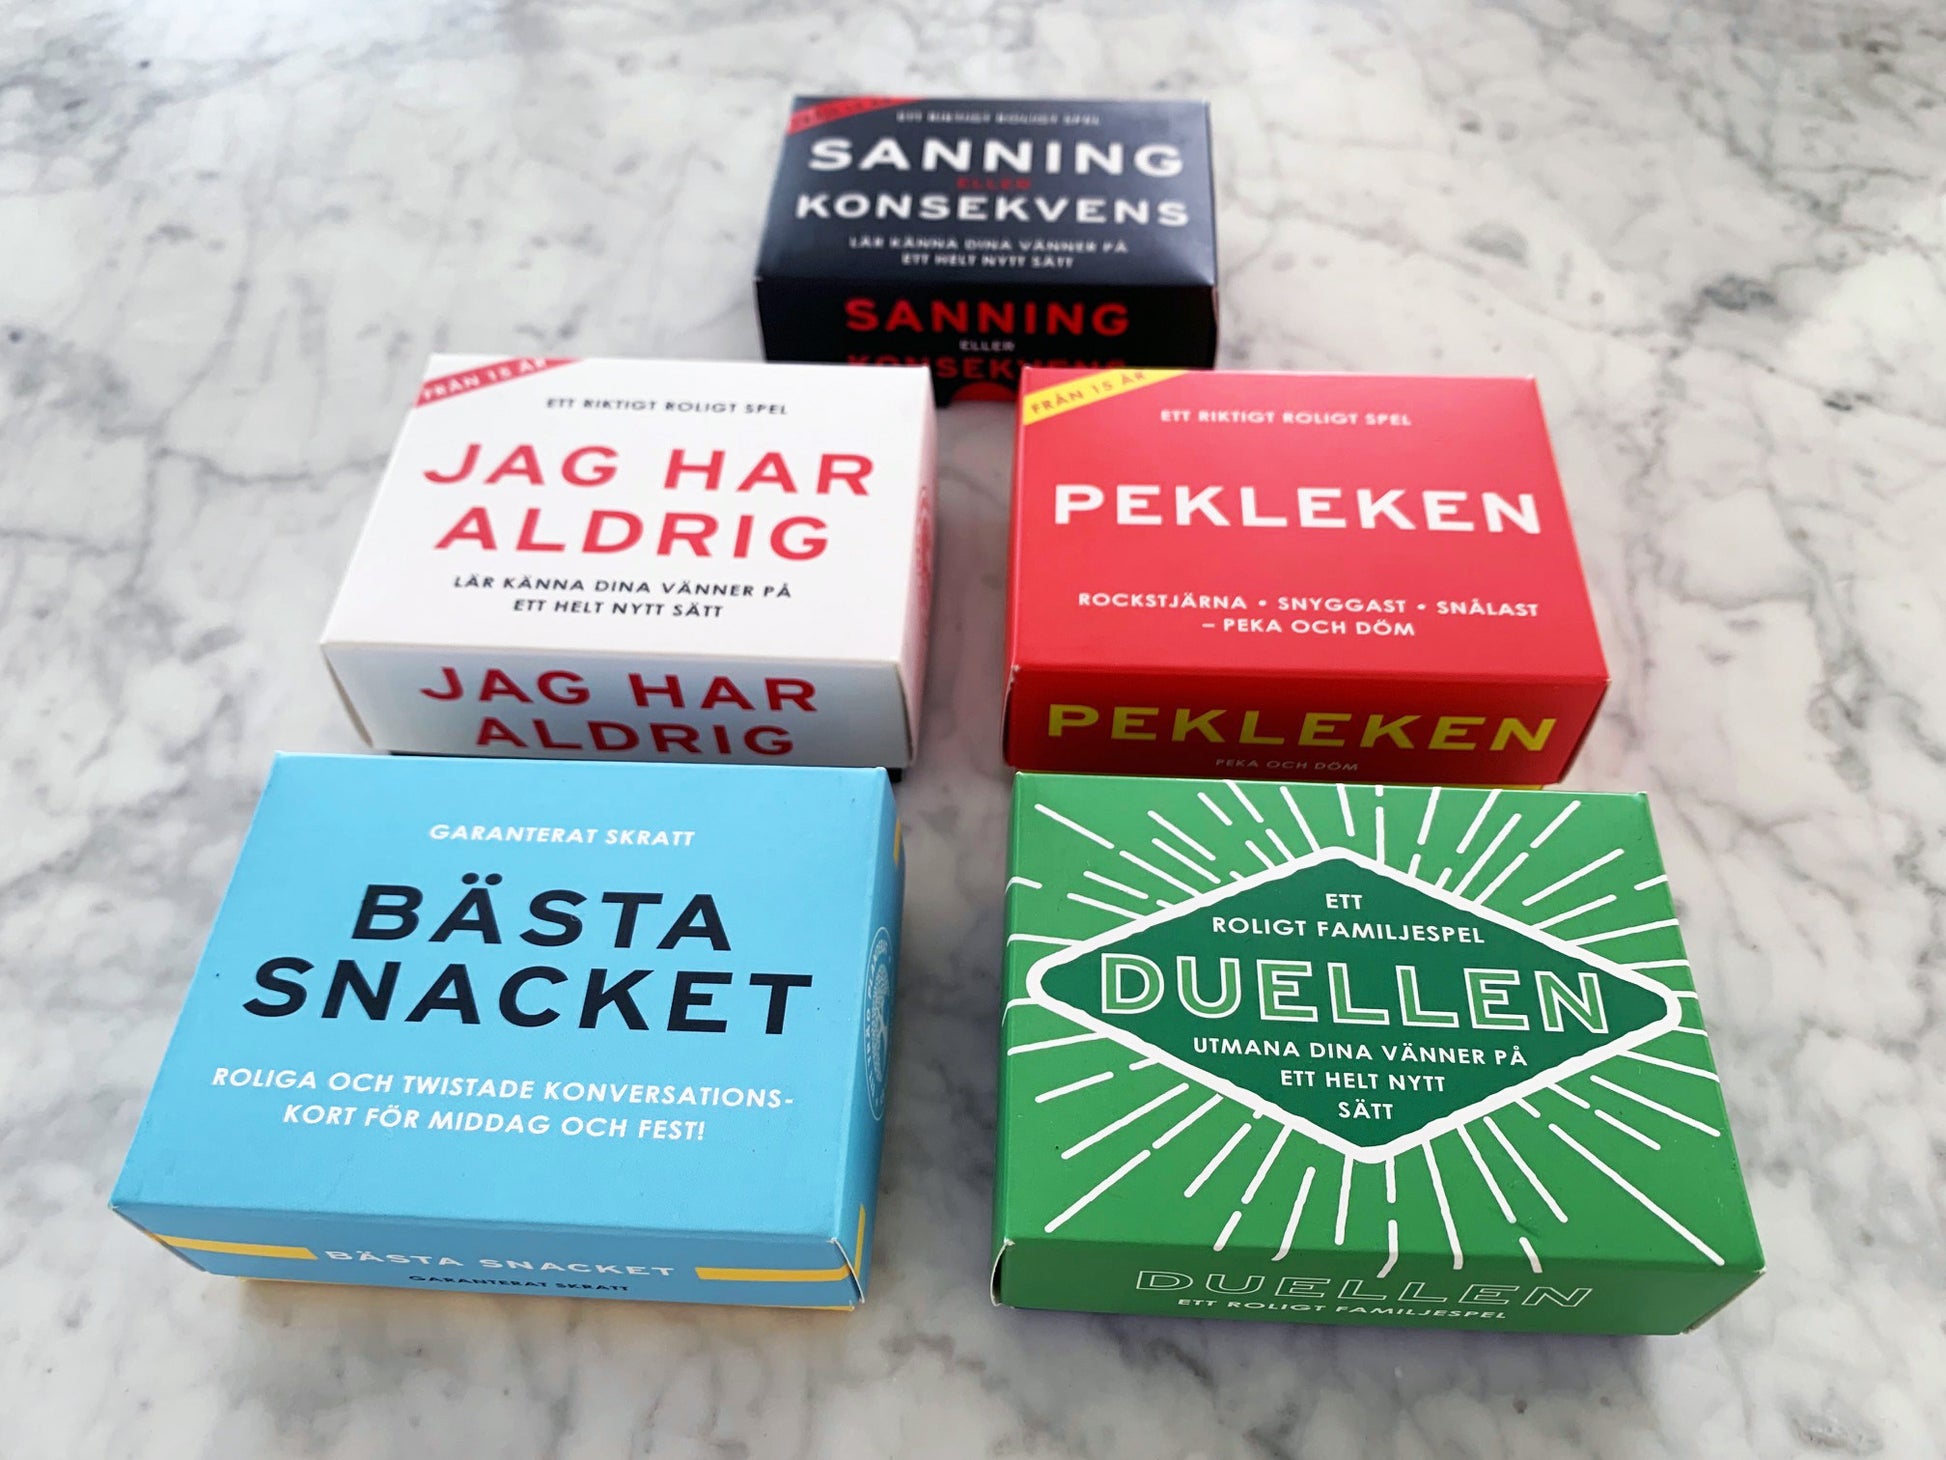 ETT RIKTIGT ROLIGT SPEL
SANNING
ELLER
KONSEKVENS
LÄR KÄNNA DINA VÄNNER PÅ
ETT HELT NYTT SÄTT
SANNING
ELLER
KONSEKVENS
FRÅN 15 ÅR
ETT RIKTIGT ROLIGT SPEL
JAG HAR
ALDRIG
LÄR KÄNNA DINA VÄNNER PÅ
ETT HELT NYTT SÄTT
JAG HAR
ALDRIG
FRÅN 15 ÅR
ETT RIKTIGT ROLIGT SPEL
PEKLEKEN
ROCKSTJÄRNA • SNYGGAST • SNÅLAST
– PEKA OCH DÖM
PEKLEKEN
PEKA OCH DÖM
GARANTERAT SKRATT
BÄSTA
SNACKET
ROLIGA OCH TWISTADE KONVERSATIONS-
KORT FÖR MIDDAG OCH FEST!
BÄSTA SNACKET
GARANTERAT SKRATT
ETT
ROLIGT FAMILJESPEL
DUELLEN
UTMANA DINA VÄNNER PÅ
ETT HELT NYTT
SÄTT
DUELLEN
ETT ROLIGT FAMILJESPEL